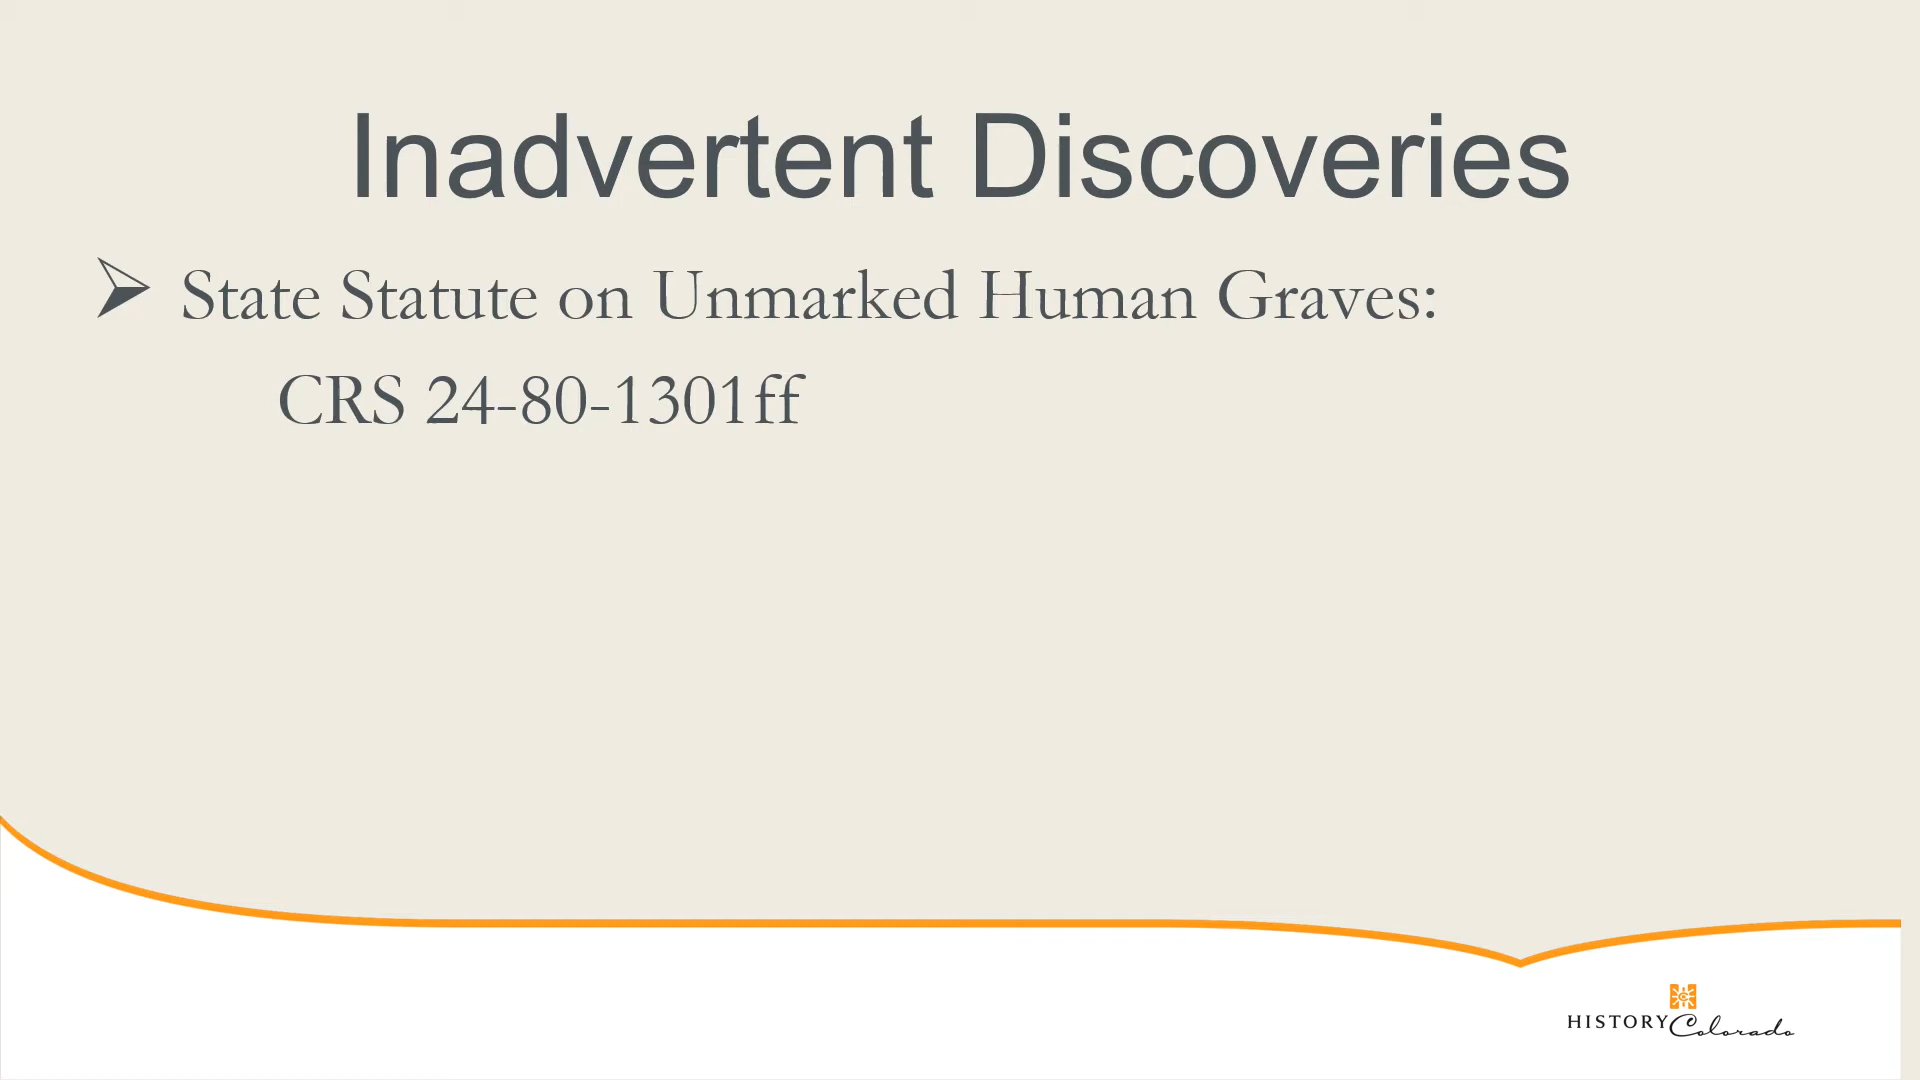 Inadvertent Discoveries
State Statute on Unmarked Human Graves:
CRS 24-80-1301ff
HISTORY Colorado